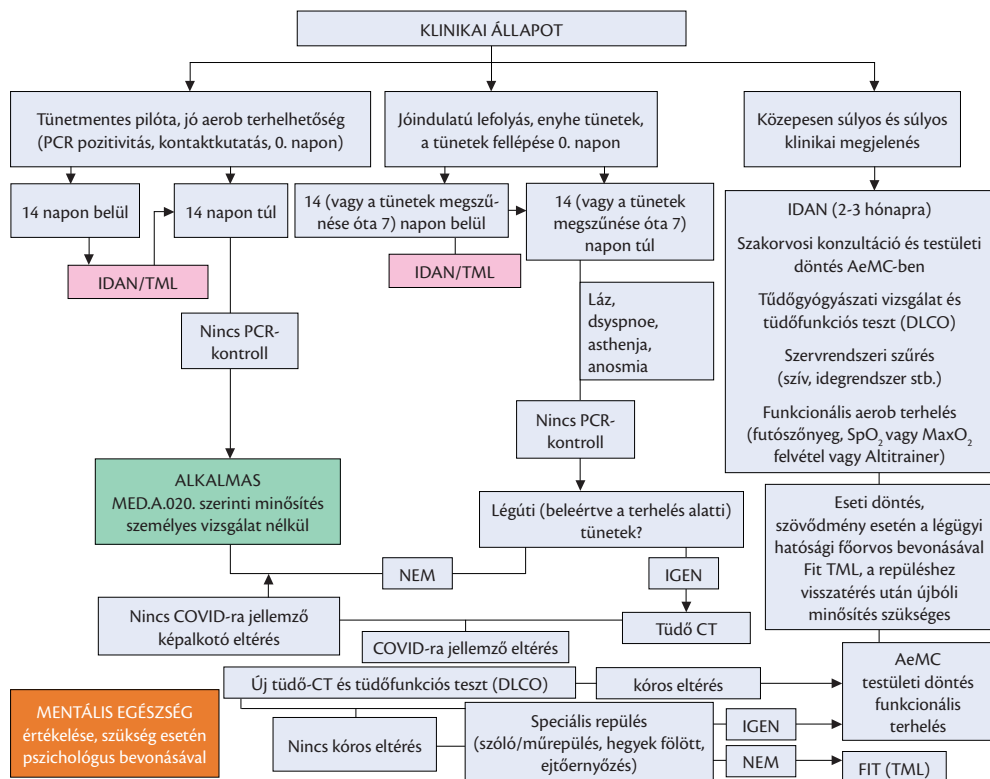 KLINIKAI ÁLLAPOT
Tünetmentes pilóta, jó aerob terhelhetőség
(PCR pozitivitás, kontaktkutatás, 0. napon)
Jóindulatú lefolyás, enyhe tünetek,
a tünetek fellépése 0. napon
Közepesen súlyos és súlyos
klinikai megjelenés
14 napon belül
14 napon túl
14 (vagy a tünetek megszű-
nése óta 7) napon belül
14 (vagy a tünetek
megszűnése óta 7)
napon túl
IDAN/TML
IDAN/TML
IDAN (2-3 hónapra)
Szakorvosi konzultáció és testületi
döntés AeMC-ben
Tűdőgyógyászati vizsgálat és
tüdőfunkciós teszt (DLCO)
Szervrendszeri szűrés
(szív, idegrendszer stb.)
Funkcionális aerob terhelés
(futószőnyeg, SpO₂ vagy MaxO₂
felvétel vagy Altitrainer)
Nincs PCR-
kontroll
Láz,
dsyspnoe,
asthenja,
anosmia
Nincs PCR-
kontroll
ALKALMAS
MED.A.020. szerinti minősítés
személyes vizsgálat nélkül
Légúti (beleértve a terhelés alatti)
tünetek?
Eseti döntés,
szövődmény esetén a légügyi
hatósági főorvos bevonásával
Fit TML, a repüléshez
visszatérés után újbóli
minősítés szükséges
NEM
IGEN
Nincs COVID-ra jellemző
képalkotó eltérés
COVID-ra jellemző eltérés
Tüdő CT
Új tüdő-CT és tüdőfunkciós teszt (DLCO)
kóros eltérés
AeMC
testületi döntés
funkcionális
terhelés
MENTÁLIS EGÉSZSÉG
értékelése, szükség esetén
pszichológus bevonásával
Nincs kóros eltérés
Speciális repülés
(szóló/műrepülés, hegyek fölött,
ejtőernyőzés)
IGEN
NEM
FIT (TML)